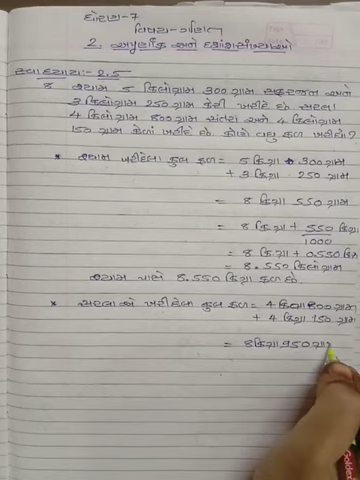 ધોરણ-7
વિષય-ગણિત
2. અપૂર્ણાંક અને દશાંશસંખ્યાઓ
સ્વાધ્યાય:- 2.5
8 શ્યામ 5 કિલોગ્રામ 300 ગ્રામ સફરજન અને
3 કિલોગ્રામ 250 ગ્રામ કેરી ખરીદે છે. સરલા
4 કિલોગ્રામ 800 ગ્રામ સંતરા અને 4 કિલોગ્રામ
150 ગ્રામ કેળાં ખરીદે છે. કોણે વધુ ફળ ખરીદ્યા?
* શ્યામે ખરીદેલા કુલ ફળ = 5 કિગ્રા 300 ગ્રામ
+ 3 કિગ્રા 250 ગ્રામ
= 8 કિગ્રા 550 ગ્રામ
= 8 કિગ્રા + 550 કિગ્રા
1000
= 8 કિગ્રા + 0.550 કિગ્રા
= 8.550 કિલોગ્રામ
શ્યામ પાસે 8.550 કિગ્રા ફળ છે.
* સરલાએ ખરીદેલા કુલ ફળ = 4 કિગ્રા 800 ગ્રામ
+ 4 કિગ્રા 150 ગ્રામ
= 8 કિગ્રા 950 ગ્રા